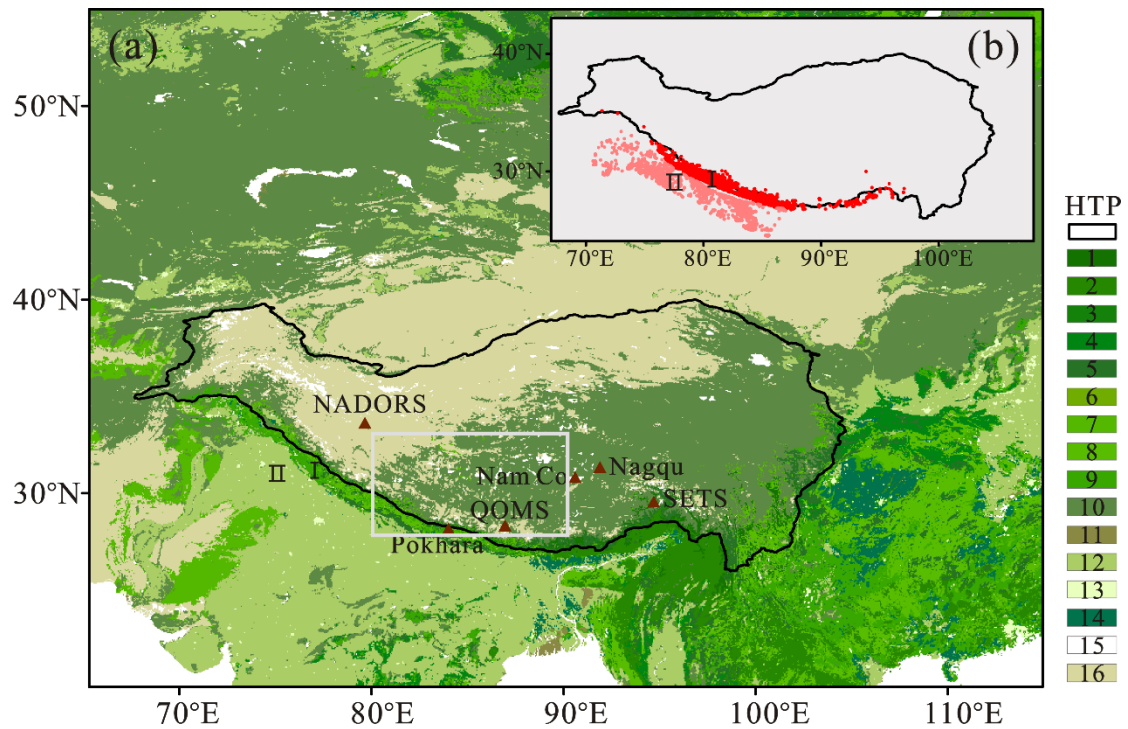 (a)
(b)
40°N
30°N
Ⅱ
I
70°E
80°E
90°E
100°E
50°N
40°N
30°N
NADORS
Ⅱ
I
Nam Co
Nagqu
QOMS
SETS
Pokhara
70°E
80°E
90°E
100°E
110°E
HTP
1
2
3
4
5
6
7
8
9
10
11
12
13
14
15
16